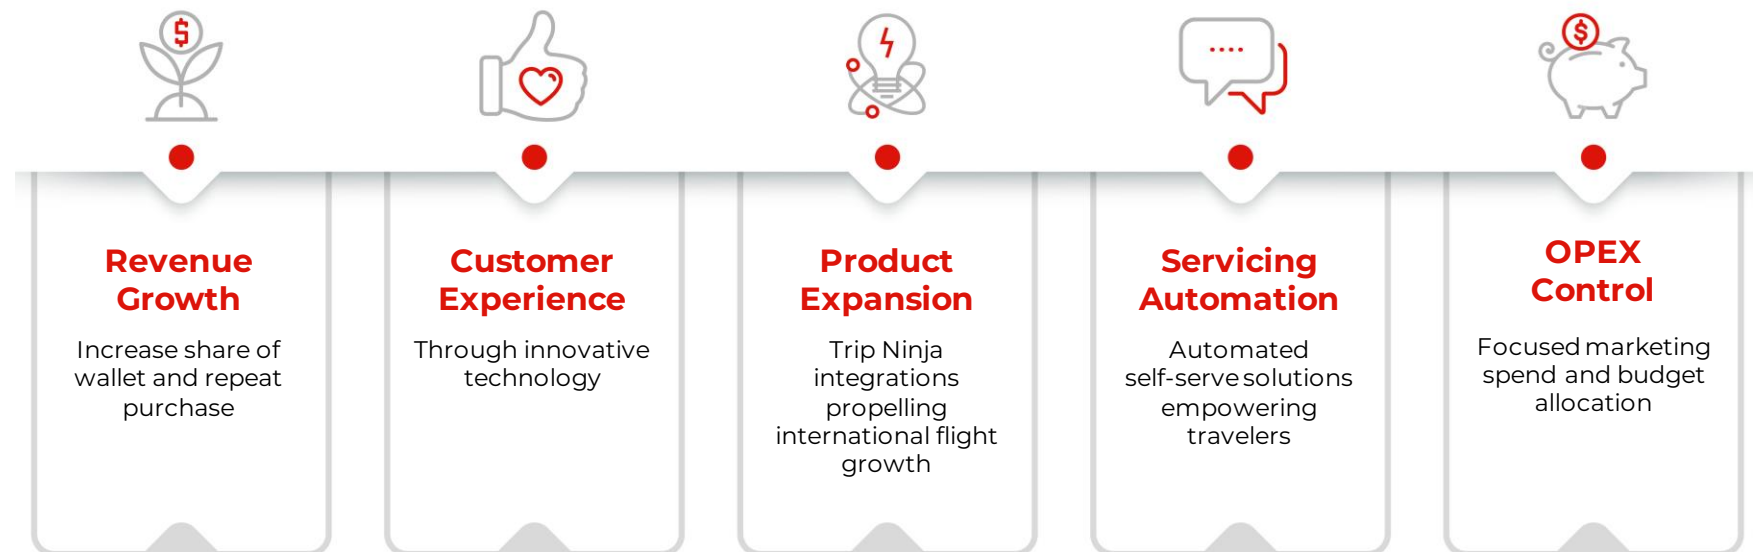 Revenue
Growth
Increase share of
wallet and repeat
purchase
Customer
Experience
Through innovative
technology
Product
Expansion
Trip Ninja
integrations
propelling
international flight
growth
Servicing
Automation
Automated
self-serve solutions
empowering
travelers
OPEX
Control
Focused marketing
spend and budget
allocation